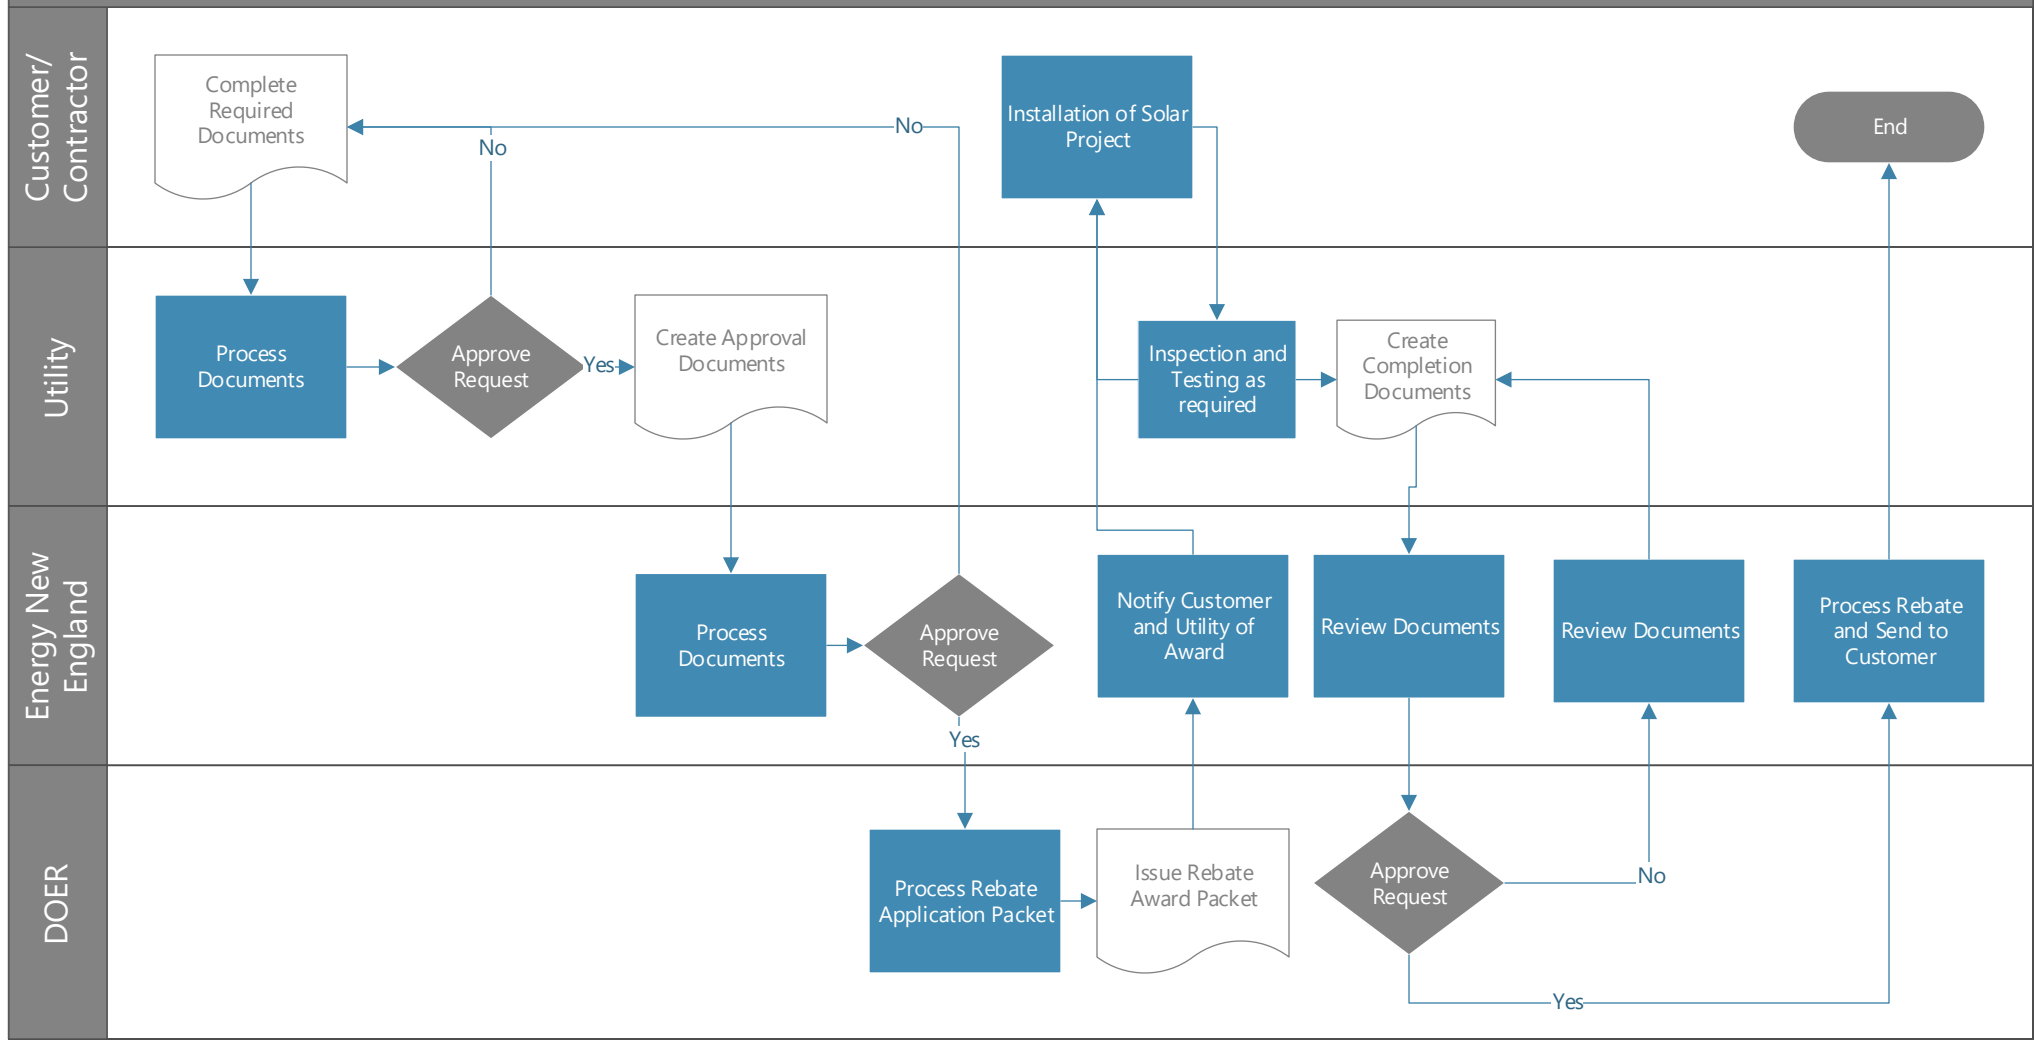 Customer/
Contractor
Complete
Required
Documents
No
No
Installation of Solar
Project
End
Utility
Process
Documents
Approve
Request
Yes
Create Approval
Documents
Inspection and
Testing as
required
Create
Completion
Documents
Energy New
England
Process
Documents
Approve
Request
Yes
Notify Customer
and Utility of
Award
Review Documents
Review Documents
Process Rebate
and Send to
Customer
DOER
Process Rebate
Application Packet
Issue Rebate
Award Packet
Approve
Request
No
Yes